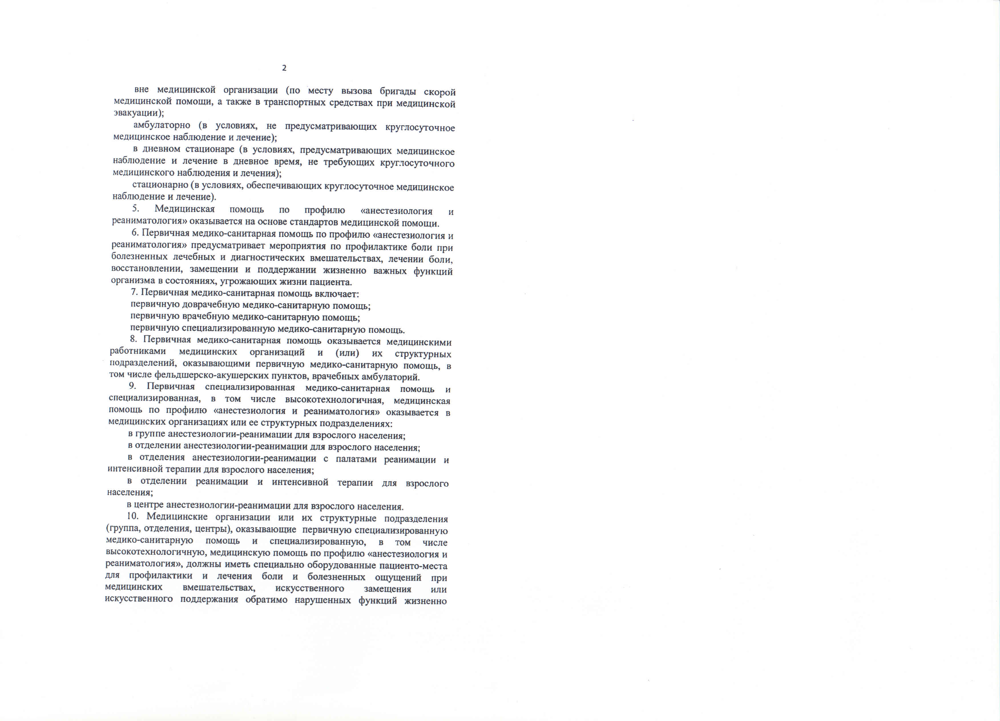 2
вне медицинской организации (по месту вызова бригады скорой
медицинской помощи, а также в транспортных средствах при медицинской
эвакуации);
амбулаторно (в условиях, не предусматривающих круглосуточное
медицинское наблюдение и лечение);
в дневном стационаре (в условиях, предусматривающих медицинское
наблюдение и лечение в дневное время, не требующих круглосуточного
медицинского наблюдения и лечения);
стационарно (в условиях, обеспечивающих круглосуточное медицинское
наблюдение и лечение).
5. Медицинская помощь по профилю «анестезиология и
реаниматология» оказывается на основе стандартов медицинской помощи.
6. Первичная медико-санитарная помощь по профилю «анестезиология и
реаниматология» предусматривает мероприятия по профилактике боли при
болезненных лечебных и диагностических вмешательствах, лечении боли,
восстановлении, замещении и поддержании жизненно важных функций
организма в состояниях, угрожающих жизни пациента.
7. Первичная медико-санитарная помощь включает:
первичную доврачебную медико-санитарную помощь;
первичную врачебную медико-санитарную помощь;
первичную специализированную медико-санитарную помощь.
8. Первичная медико-санитарная помощь оказывается медицинскими
работниками медицинских организаций и (или) их структурных
подразделений, оказывающими первичную медико-санитарную помощь, в
том числе фельдшерско-акушерских пунктов, врачебных амбулаторий.
9. Первичная специализированная медико-санитарная помощь и
специализированная, в том числе высокотехнологичная, медицинская
помощь по профилю «анестезиология и реаниматология» оказывается в
медицинских организациях или ее структурных подразделениях:
в группе анестезиологии-реанимации для взрослого населения;
в отделении анестезиологии-реанимации для взрослого населения;
в отделения анестезиологии-реанимации с палатами реанимации и
интенсивной терапии для взрослого населения;
в отделении реанимации и интенсивной терапии для взрослого
населения;
в центре анестезиологии-реанимации для взрослого населения.
10. Медицинские организации или их структурные подразделения
(группа, отделения, центры), оказывающие первичную специализированную
медико-санитарную помощь и специализированную, в том числе
высокотехнологичную, медицинскую помощь по профилю «анестезиология и
реаниматология», должны иметь специально оборудованные пациенто-места
для профилактики и лечения боли и болезненных ощущений при
медицинских вмешательствах, искусственного замещения или
искусственного поддержания обратимо нарушенных функций жизненно